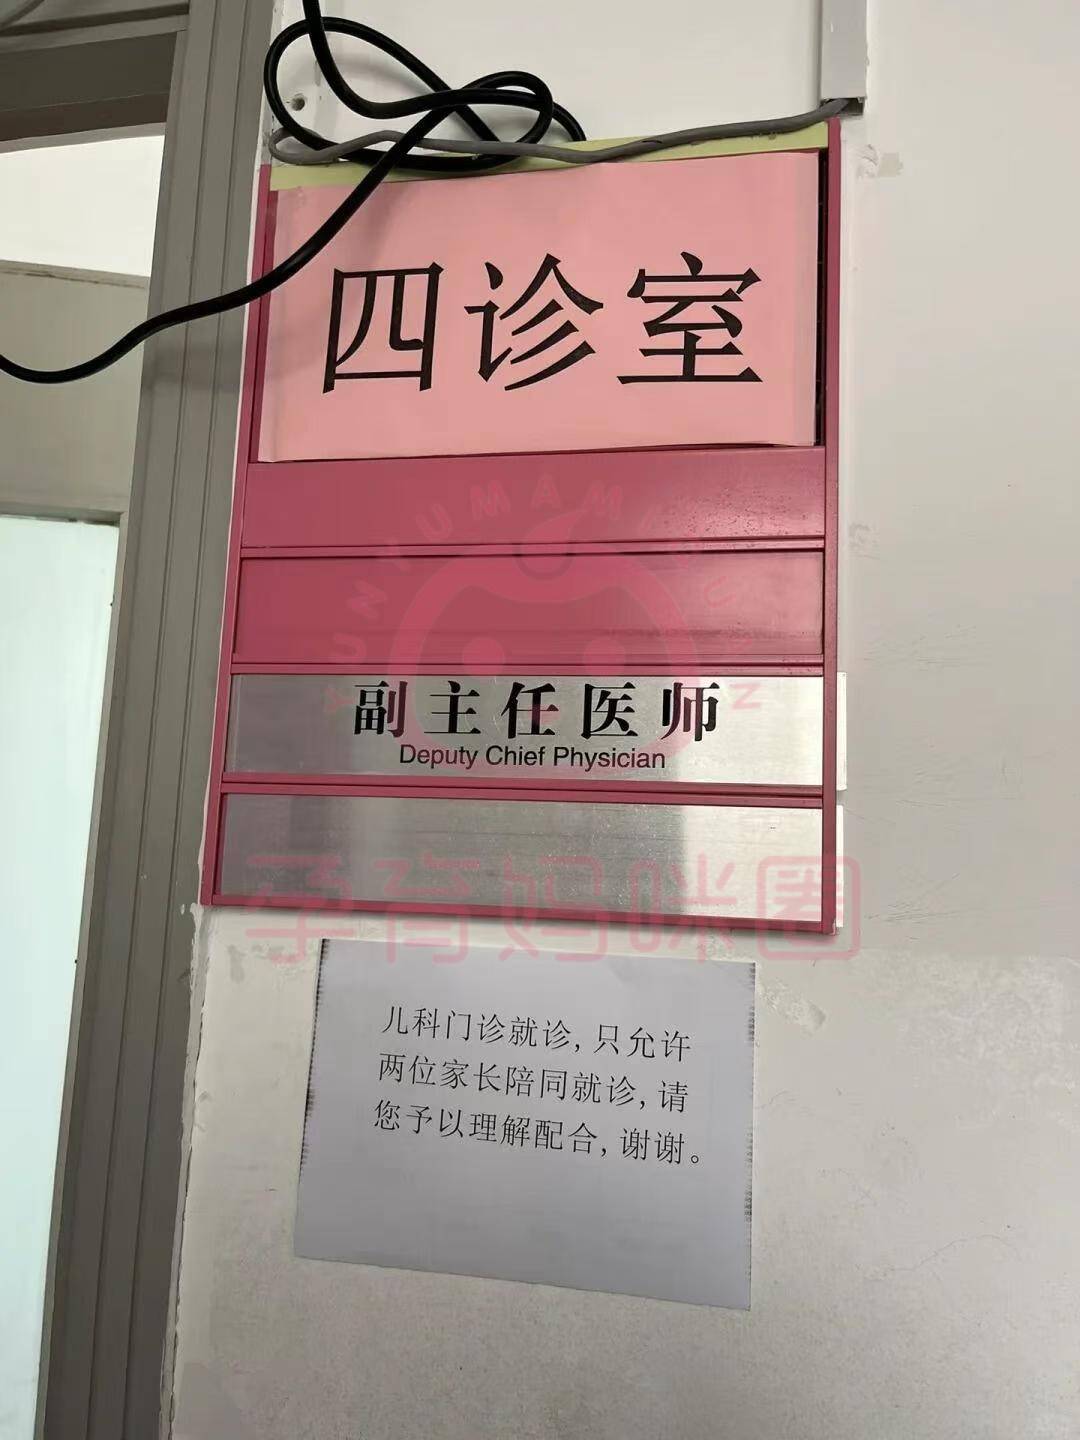 四诊室
YUNYUMAMIQUAN
副主任医师
Deputy Chief Physician
孕育妈咪圈
儿科门诊就诊,只允许
两位家长陪同就诊,请
您予以理解配合,谢谢。